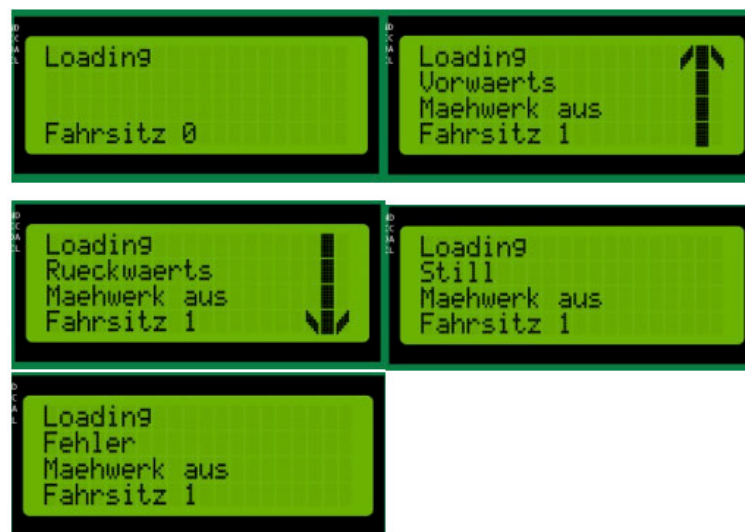 Loading
Fahrsitz 0
Loading
Vorwaerts
Maehwerk aus
Fahrsitz 1
Loading
Rueckwaerts
Maehwerk aus
Fahrsitz 1
Loading
Still
Maehwerk aus
Fahrsitz 1
Loading
Fehler
Maehwerk aus
Fahrsitz 1